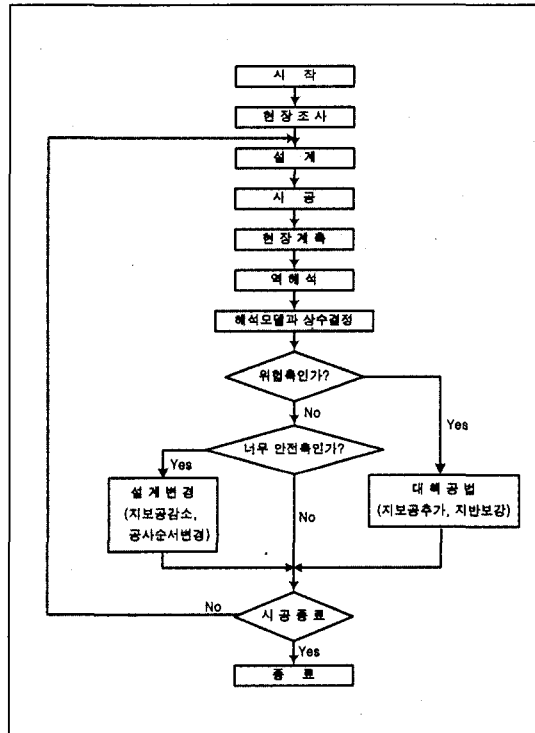 시 작
현 장 조 사
설 계
시 공
현 장 계 측
역 해 석
해석모델과 상수결정
위험측인가?
No
Yes
너무 안전측인가?
Yes
설 계 변 경
(지보공감소,
공사순서변경)
No
대 책 공 법
(지보공추가, 지반보강)
No
시 공 종 료
Yes
종 료